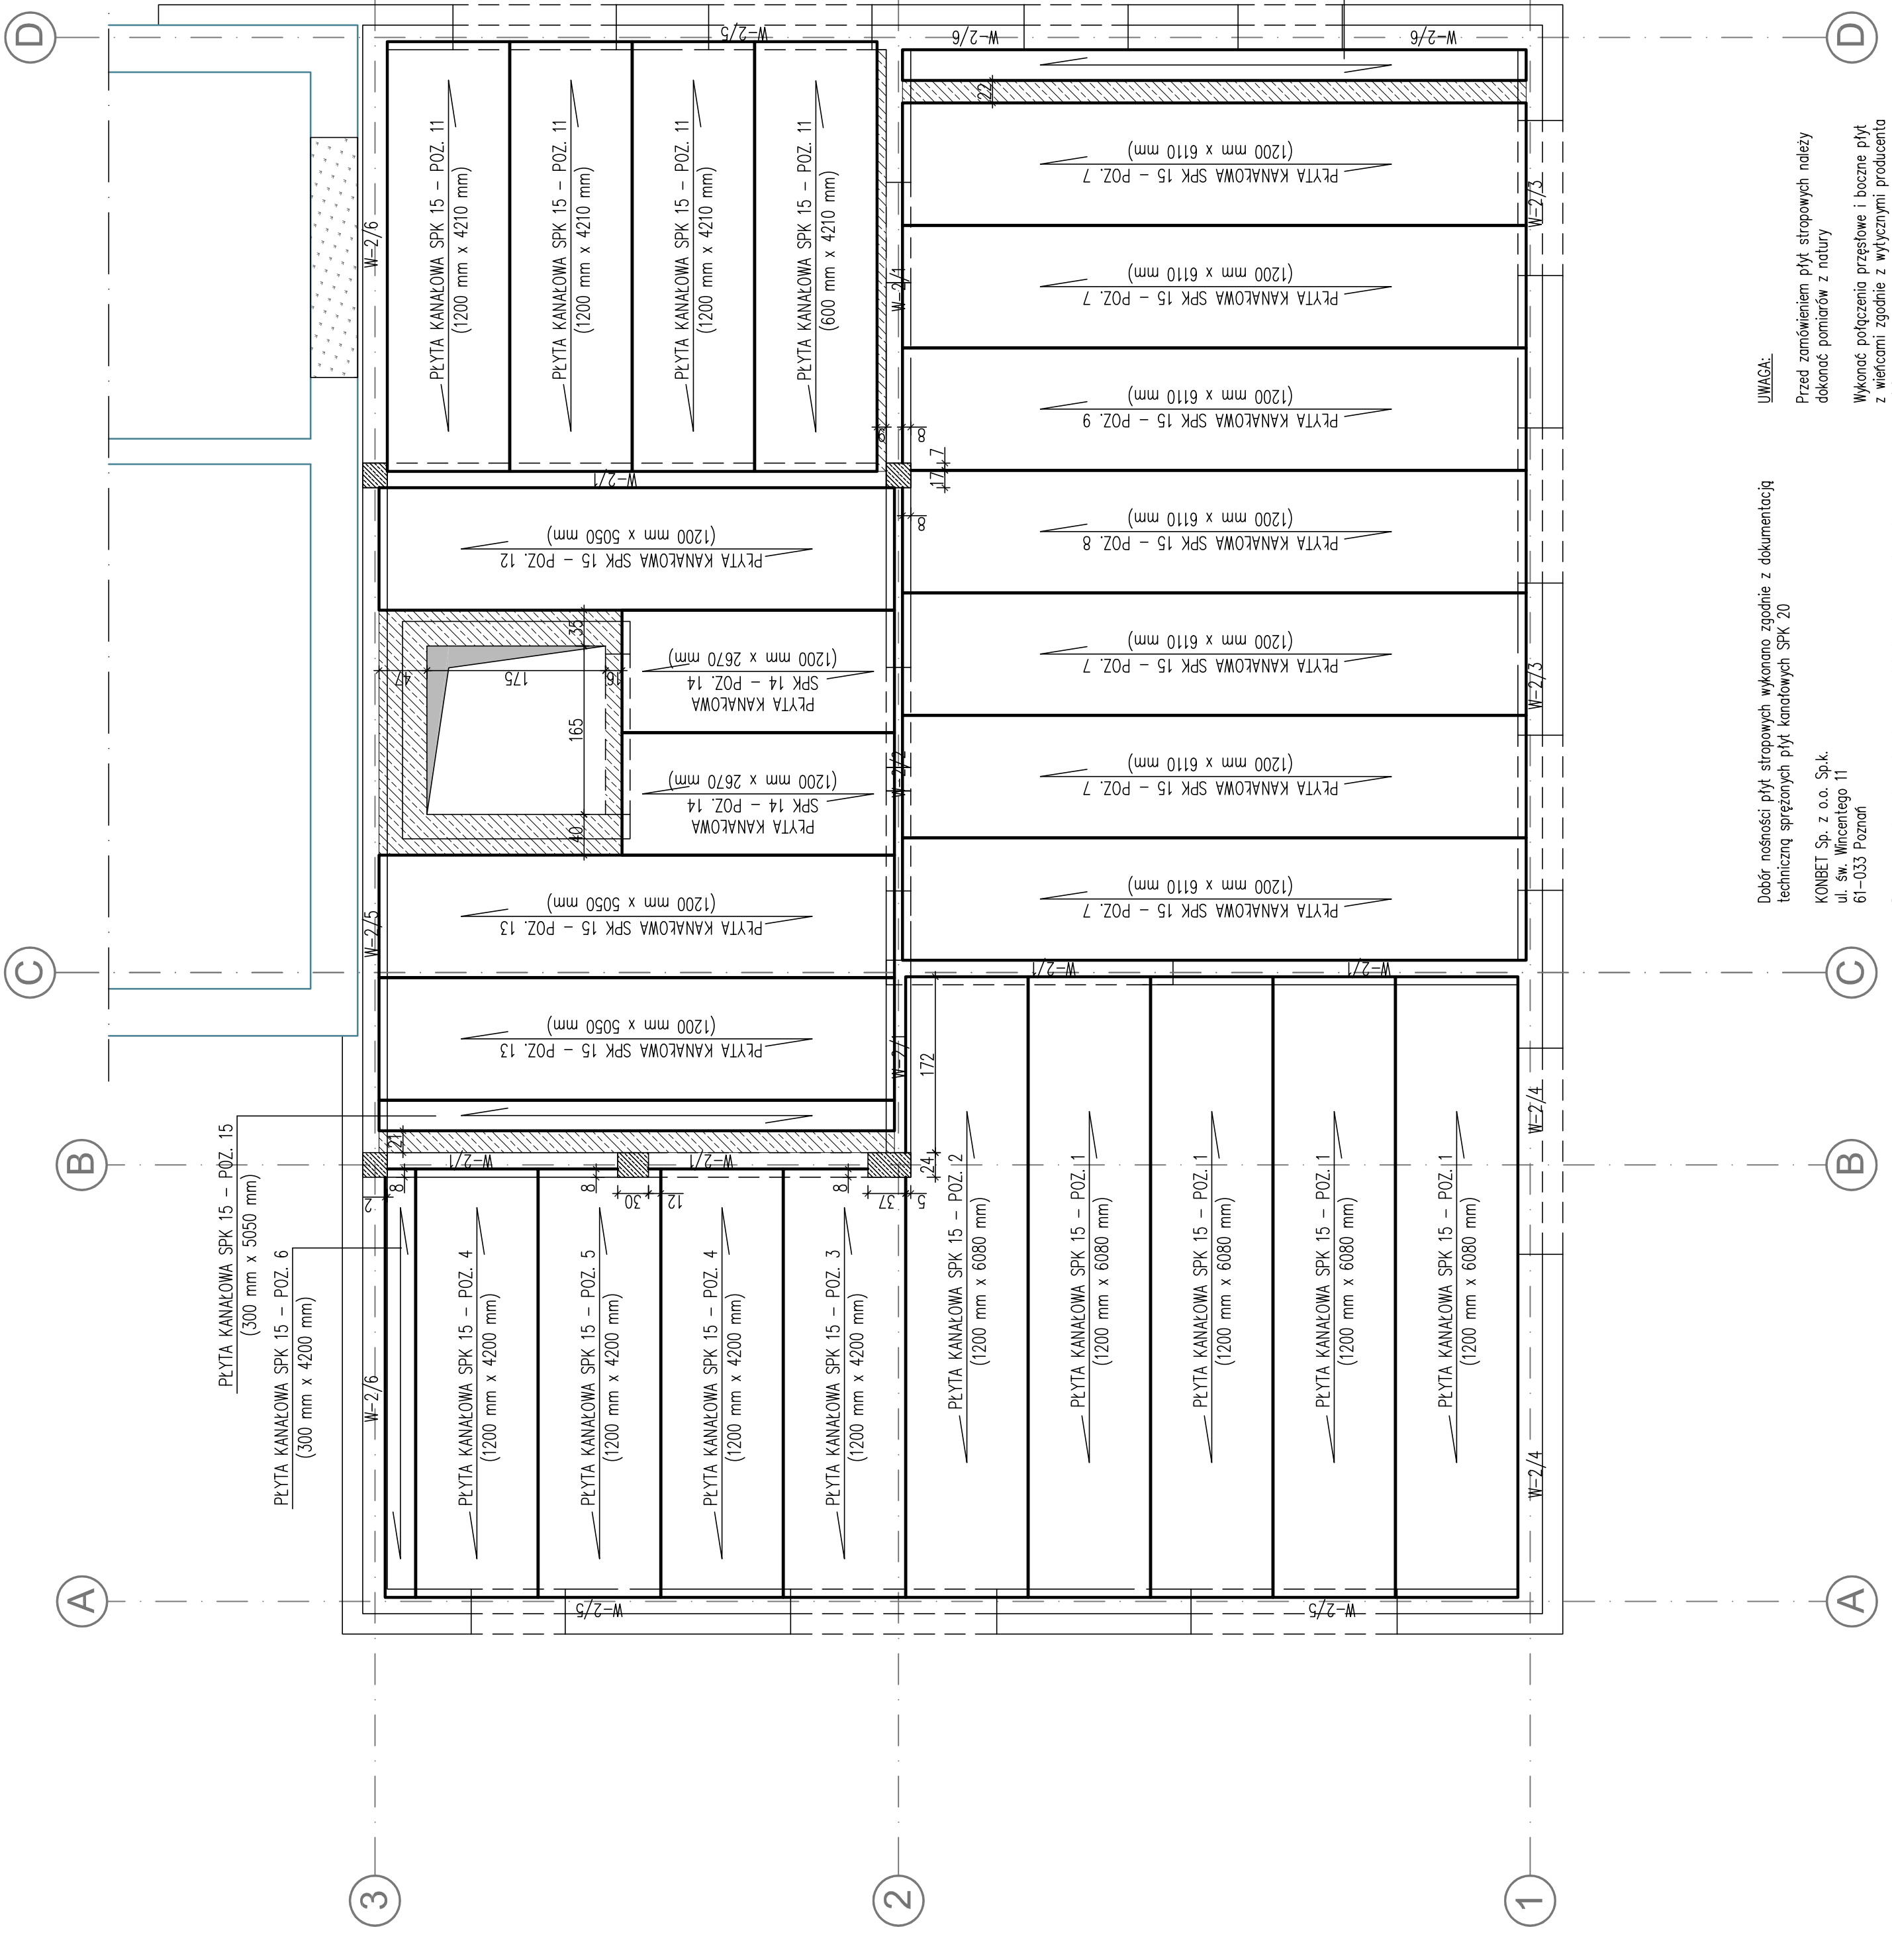 D
D
C
C
B
B
A
A
3
2
1
W-2/6
W-2/5
W-2/6
W-2/6
PŁYTA KANAŁOWA SPK 15 - POZ. 11
(1200 mm x 4210 mm)
PŁYTA KANAŁOWA SPK 15 - POZ. 11
(1200 mm x 4210 mm)
PŁYTA KANAŁOWA SPK 15 - POZ. 11
(1200 mm x 4210 mm)
PŁYTA KANAŁOWA SPK 15 - POZ. 11
(600 mm x 4210 mm)
22
PŁYTA KANAŁOWA SPK 15 - POZ. 7
(1200 mm x 6110 mm)
PŁYTA KANAŁOWA SPK 15 - POZ. 7
(1200 mm x 6110 mm)
PŁYTA KANAŁOWA SPK 15 - POZ. 9
(1200 mm x 6110 mm)
PŁYTA KANAŁOWA SPK 15 - POZ. 8
(1200 mm x 6110 mm)
PŁYTA KANAŁOWA SPK 15 - POZ. 7
(1200 mm x 6110 mm)
PŁYTA KANAŁOWA SPK 15 - POZ. 7
(1200 mm x 6110 mm)
PŁYTA KANAŁOWA SPK 15 - POZ. 7
(1200 mm x 6110 mm)
W-2/3
W-2/3
W-2/1
W-2/1
W-2/2
W-2/1
8
8
7
17
8
PŁYTA KANAŁOWA SPK 15 - POZ. 12
(1200 mm x 5050 mm)
35
47
175
16
165
40
PŁYTA KANAŁOWA
SPK 14 - POZ. 14
(1200 mm x 2670 mm)
PŁYTA KANAŁOWA
SPK 14 - POZ. 14
(1200 mm x 2670 mm)
W-2/5
PŁYTA KANAŁOWA SPK 15 - POZ. 13
(1200 mm x 5050 mm)
PŁYTA KANAŁOWA SPK 15 - POZ. 13
(1200 mm x 5050 mm)
W-2/1
W-2/1
172
24
21
W-2/1
W-2/1
2
8
8
30
12
8
37
5
PŁYTA KANAŁOWA SPK 15 - POZ. 15
(300 mm x 5050 mm)
PŁYTA KANAŁOWA SPK 15 - POZ. 6
(300 mm x 4200 mm)
W-2/6
PŁYTA KANAŁOWA SPK 15 - POZ. 4
(1200 mm x 4200 mm)
PŁYTA KANAŁOWA SPK 15 - POZ. 5
(1200 mm x 4200 mm)
PŁYTA KANAŁOWA SPK 15 - POZ. 4
(1200 mm x 4200 mm)
PŁYTA KANAŁOWA SPK 15 - POZ. 3
(1200 mm x 4200 mm)
PŁYTA KANAŁOWA SPK 15 - POZ. 2
(1200 mm x 6080 mm)
PŁYTA KANAŁOWA SPK 15 - POZ. 1
(1200 mm x 6080 mm)
PŁYTA KANAŁOWA SPK 15 - POZ. 1
(1200 mm x 6080 mm)
PŁYTA KANAŁOWA SPK 15 - POZ. 1
(1200 mm x 6080 mm)
PŁYTA KANAŁOWA SPK 15 - POZ. 1
(1200 mm x 6080 mm)
W-2/4
W-2/4
W-2/5
W-2/5
Dobór nośności płyt stropowych wykonano zgodnie z dokumentacją
techniczną sprężonych płyt kanałowych SPK 20
KONBET Sp. z o.o. Sp.k.
ul. św. Wincentego 11
61-033 Poznań
UWAGA:
Przed zamówieniem płyt stropowych należy
dokonać pomiarów z natury
Wykonać połączenia przęsłowe i boczne płyt
z wieńcami zgodnie z wytycznymi producenta